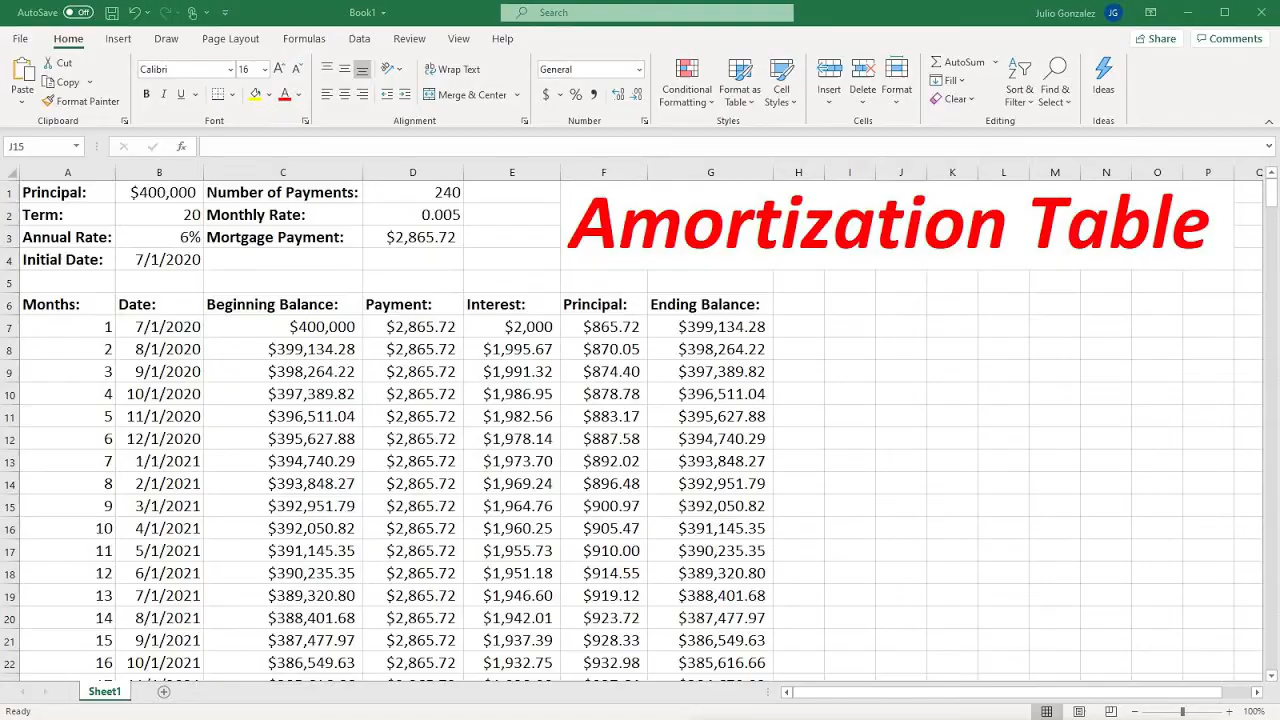 AutoSave Off Book1 Search Julio Gonzalez JG
File Home Insert Draw Page Layout Formulas Data Review View Help Share Comments
Paste Cut Copy Format Painter Clipboard
Calibri 16 A A B I U A Font
ab Wrap Text Merge & Center Alignment
General $ % , Number
Conditional Formatting Format as Table Cell Styles Styles
Insert Delete Format Cells
AutoSum Fill Clear Sort & Filter Find & Select Editing
Ideas Ideas
J15 fx
A B C D E F G H I J K L M N O P Q
1 Principal: $400,000 Number of Payments: 240
2 Term: 20 Monthly Rate: 0.005
3 Annual Rate: 6% Mortgage Payment: $2,865.72
4 Initial Date: 7/1/2020
Amortization Table
5
6 Months: Date: Beginning Balance: Payment: Interest: Principal: Ending Balance:
7 1 7/1/2020 $400,000 $2,865.72 $2,000 $865.72 $399,134.28
8 2 8/1/2020 $399,134.28 $2,865.72 $1,995.67 $870.05 $398,264.22
9 3 9/1/2020 $398,264.22 $2,865.72 $1,991.32 $874.40 $397,389.82
10 4 10/1/2020 $397,389.82 $2,865.72 $1,986.95 $878.78 $396,511.04
11 5 11/1/2020 $396,511.04 $2,865.72 $1,982.56 $883.17 $395,627.88
12 6 12/1/2020 $395,627.88 $2,865.72 $1,978.14 $887.58 $394,740.29
13 7 1/1/2021 $394,740.29 $2,865.72 $1,973.70 $892.02 $393,848.27
14 8 2/1/2021 $393,848.27 $2,865.72 $1,969.24 $896.48 $392,951.79
15 9 3/1/2021 $392,951.79 $2,865.72 $1,964.76 $900.97 $392,050.82
16 10 4/1/2021 $392,050.82 $2,865.72 $1,960.25 $905.47 $391,145.35
17 11 5/1/2021 $391,145.35 $2,865.72 $1,955.73 $910.00 $390,235.35
18 12 6/1/2021 $390,235.35 $2,865.72 $1,951.18 $914.55 $389,320.80
19 13 7/1/2021 $389,320.80 $2,865.72 $1,946.60 $919.12 $388,401.68
20 14 8/1/2021 $388,401.68 $2,865.72 $1,942.01 $923.72 $387,477.97
21 15 9/1/2021 $387,477.97 $2,865.72 $1,937.39 $928.33 $386,549.63
22 16 10/1/2021 $386,549.63 $2,865.72 $1,932.75 $932.98 $385,616.66
Sheet1
Ready 100%